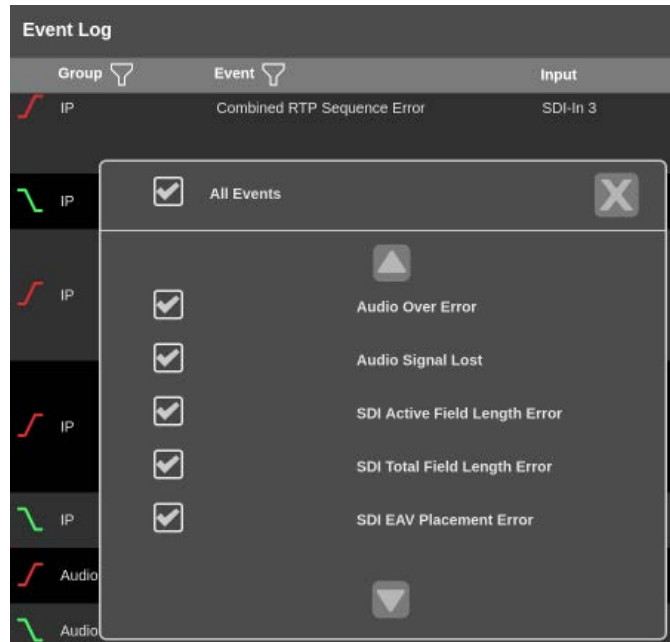 Event Log
Group Event Input
IP Combined RTP Sequence Error SDI-In 3
IP All Events X
IP Audio Over Error
Audio Signal Lost
IP SDI Active Field Length Error
SDI Total Field Length Error
IP SDI EAV Placement Error
Audio
Audio